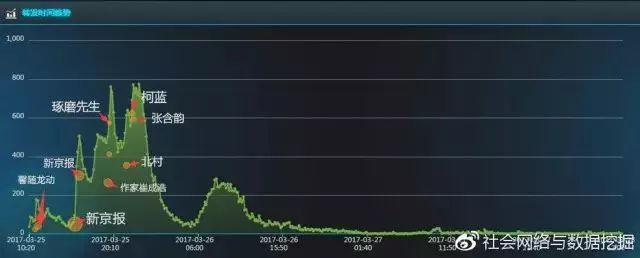 转发时间趋势
1,000
800
600
400
200
0
琢磨先生
柯蓝
张含韵
新京报
北村
馨随龙动
作家崔成浩
新京报
2017-03-25
10:20
2017-03-25
20:10
2017-03-26
06:00
2017-03-26
15:50
2017-03-27
01:40
2017-03-27
社会网络与数据挖掘